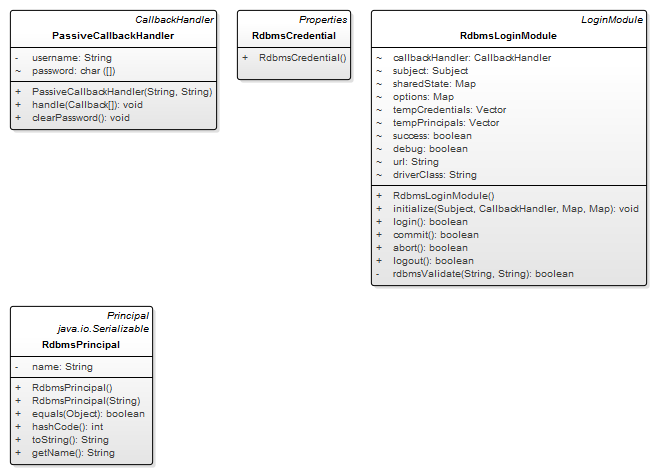 CallbackHandler
PassiveCallbackHandler
- username: String
~ password: char ([])
+ PassiveCallbackHandler(String, String)
+ handle(Callback[]): void
+ clearPassword(): void
Properties
RdbmsCredential
+ RdbmsCredential()
LoginModule
RdbmsLoginModule
~ callbackHandler: CallbackHandler
~ subject: Subject
~ sharedState: Map
~ options: Map
~ tempCredentials: Vector
~ tempPrincipals: Vector
~ success: boolean
~ debug: boolean
~ url: String
~ driverClass: String
+ RdbmsLoginModule()
+ initialize(Subject, CallbackHandler, Map, Map): void
+ login(): boolean
+ commit(): boolean
+ abort(): boolean
+ logout(): boolean
- rdbmsValidate(String, String): boolean
Principal
java.io.Serializable
RdbmsPrincipal
- name: String
+ RdbmsPrincipal()
+ RdbmsPrincipal(String)
+ equals(Object): boolean
+ hashCode(): int
+ toString(): String
+ getName(): String